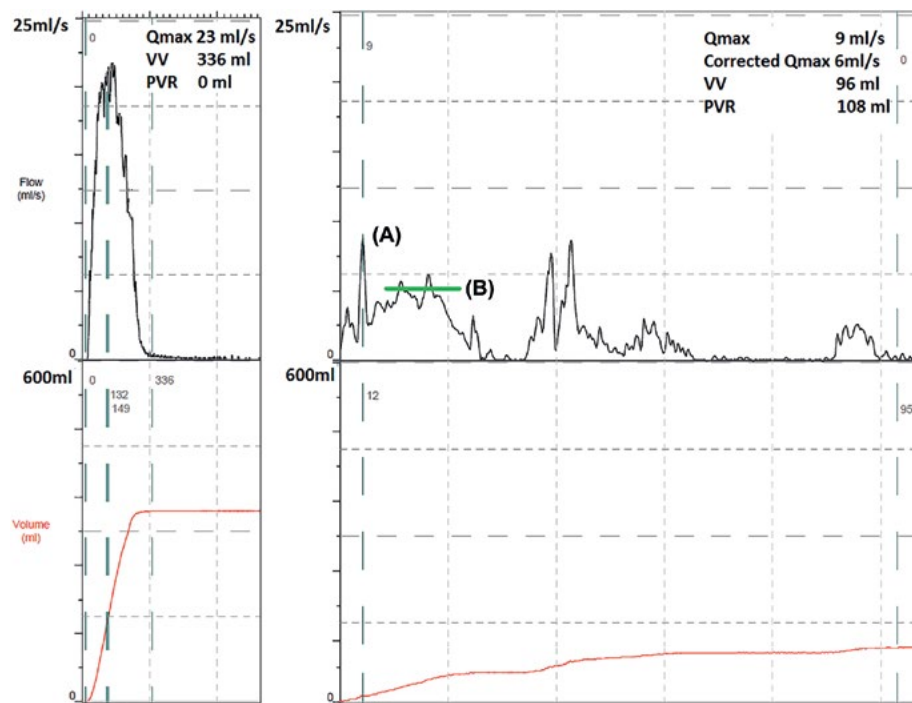 25ml/s
0
Qmax 23 ml/s
VV 336 ml
PVR 0 ml
Flow
(ml/s)
0
600ml
0
336
132
149
Volume
(ml)
0
25ml/s
9
Qmax 9 ml/s
Corrected Qmax 6ml/s
0
VV 96 ml
PVR 108 ml
(A)
(B)
0
600ml
12
95
0